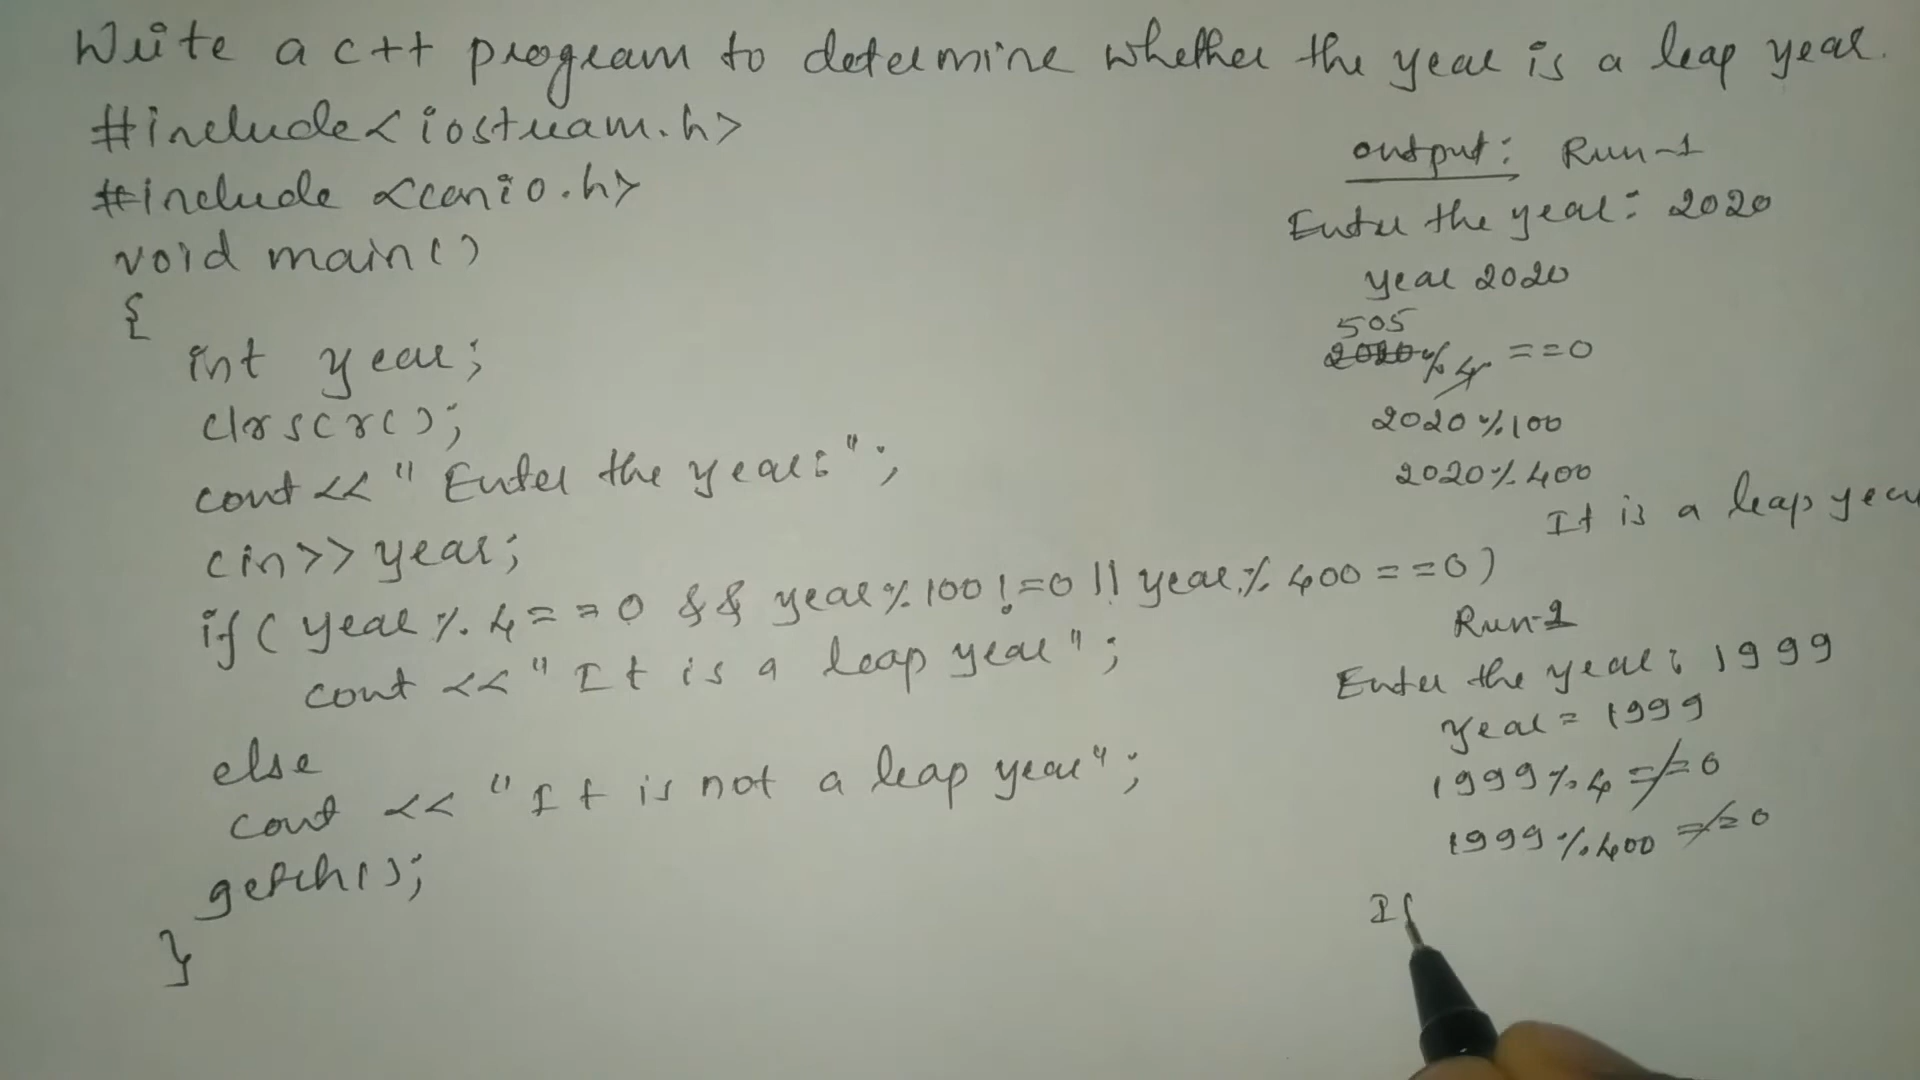 Write a c++ program to determine whether the year is a leap year.
#include<iostream.h>
#include <conio.h>
void main()
{
int year;
clrscr();
cout << "Enter the year:";
cin>>year;
if(year%4==0 && year%100!=0 || year%400==0)
cout <<"It is a leap year";
else
cout << "It is not a leap year";
getch();
}
output: Run-1
Enter the year: 2020
year 2020
505
2020%4 ==0
2020%100
2020%400
It is a leap year
Run-2
Enter the year: 1999
year = 1999
1999%4 ==0
1999%400 ==0
It